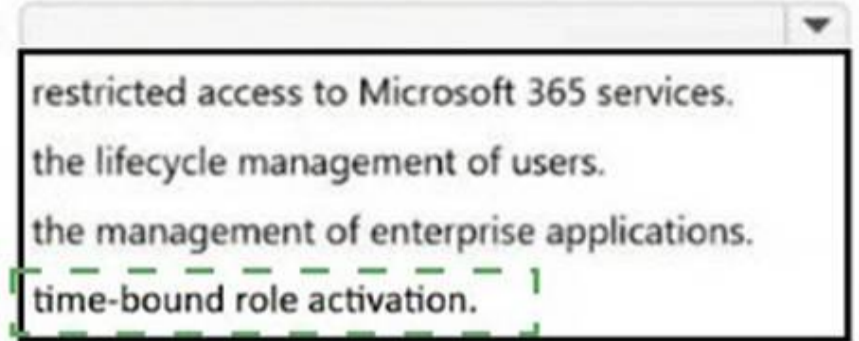 restricted access to Microsoft 365 services.
the lifecycle management of users.
the management of enterprise applications.
time-bound role activation.